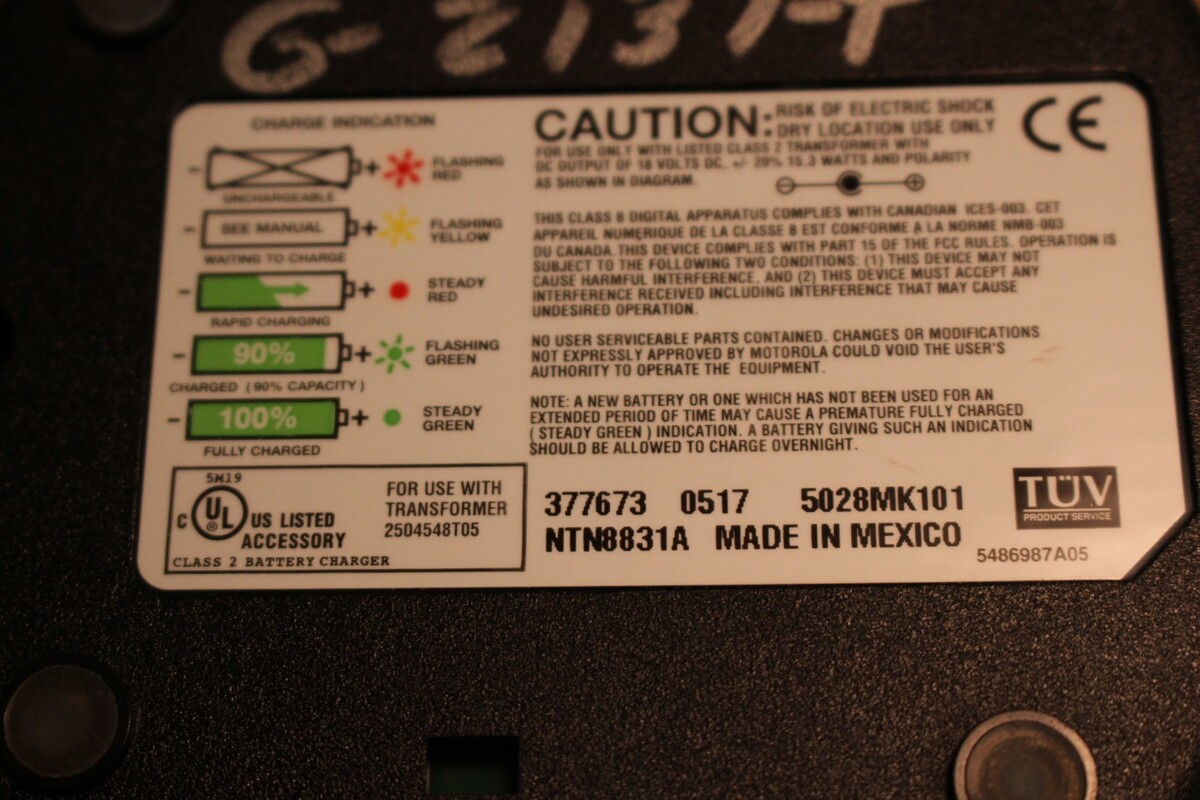 G-2131-T
CHARGE INDICATION
- + FLASHING
RED
UNCHARGEABLE
- SEE MANUAL + FLASHING
YELLOW
WAITING TO CHARGE
- + STEADY
RED
RAPID CHARGING
- 90% + FLASHING
GREEN
CHARGED (90% CAPACITY)
- 100% + STEADY
GREEN
FULLY CHARGED
5M19
C UL ® US LISTED
ACCESSORY
CLASS 2 BATTERY CHARGER
FOR USE WITH
TRANSFORMER
2504548T05
CAUTION: RISK OF ELECTRIC SHOCK
DRY LOCATION USE ONLY
CE
FOR USE ONLY WITH LISTED CLASS 2 TRANSFORMER WITH
DC OUTPUT OF 18 VOLTS DC, +/- 20% 15.3 WATTS AND POLARITY
AS SHOWN IN DIAGRAM.
THIS CLASS B DIGITAL APPARATUS COMPLIES WITH CANADIAN ICES-003. CET
APPAREIL NUMÉRIQUE DE LA CLASSE B EST CONFORME A LA NORME NMB-003
DU CANADA. THIS DEVICE COMPLIES WITH PART 15 OF THE FCC RULES. OPERATION IS
SUBJECT TO THE FOLLOWING TWO CONDITIONS: (1) THIS DEVICE MAY NOT
CAUSE HARMFUL INTERFERENCE, AND (2) THIS DEVICE MUST ACCEPT ANY
INTERFERENCE RECEIVED INCLUDING INTERFERENCE THAT MAY CAUSE
UNDESIRED OPERATION.
NO USER SERVICEABLE PARTS CONTAINED. CHANGES OR MODIFICATIONS
NOT EXPRESSLY APPROVED BY MOTOROLA COULD VOID THE USER'S
AUTHORITY TO OPERATE THE EQUIPMENT.
NOTE: A NEW BATTERY OR ONE WHICH HAS NOT BEEN USED FOR AN
EXTENDED PERIOD OF TIME MAY CAUSE A PREMATURE FULLY CHARGED
( STEADY GREEN ) INDICATION. A BATTERY GIVING SUCH AN INDICATION
SHOULD BE ALLOWED TO CHARGE OVERNIGHT.
377673 0517 5028MK101
NTN8831A MADE IN MEXICO
TÜV
PRODUCT SERVICE
5486987A05